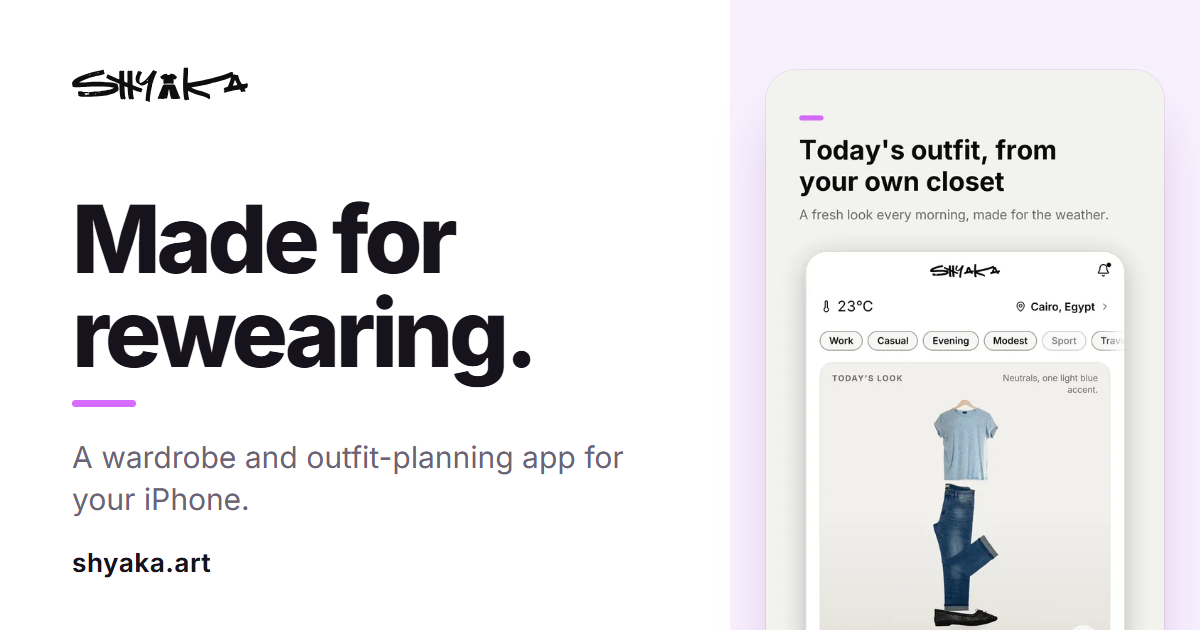 SHYAKA
Made for
rewearing.
A wardrobe and outfit-planning app for
your iPhone.
shyaka.art
Today's outfit, from
your own closet
A fresh look every morning, made for the weather.
SHYAKA
23°C
Cairo, Egypt
Work Casual Evening Modest Sport Trav
TODAY'S LOOK
Neutrals, one light blue
accent.